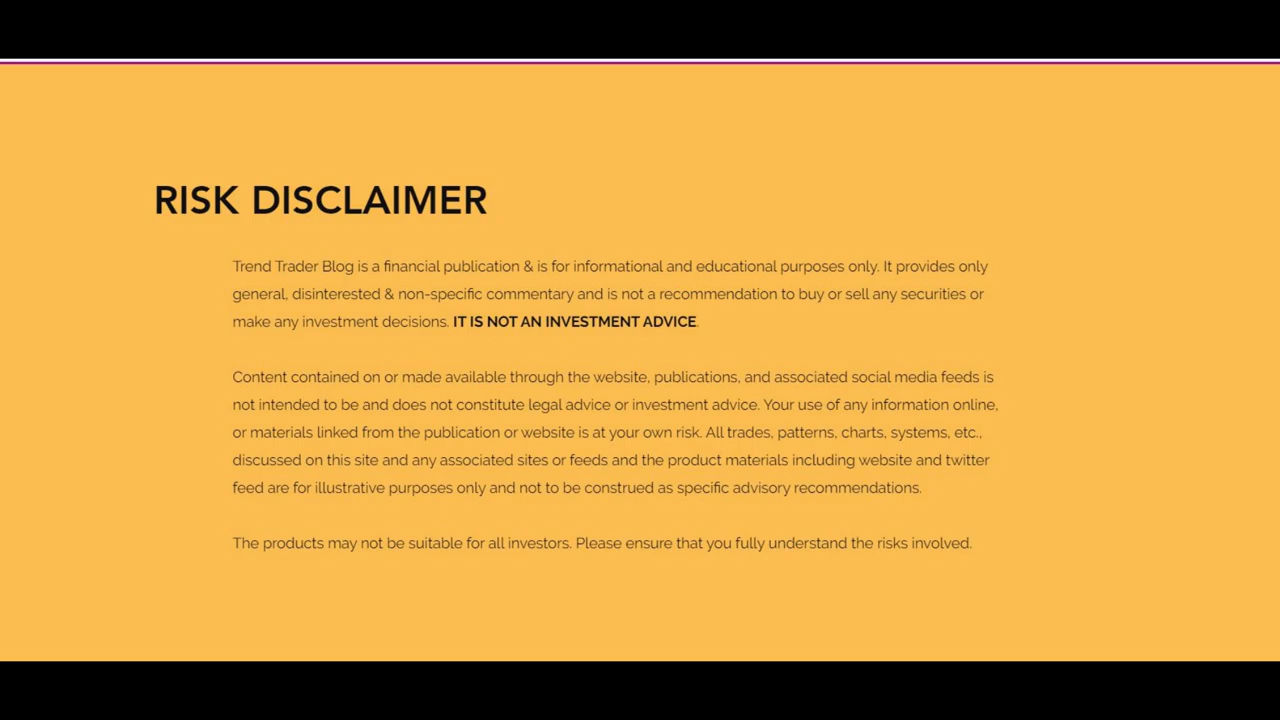 RISK DISCLAIMER
Trend Trader Blog is a financial publication & is for informational and educational purposes only. It provides only
general, disinterested & non-specific commentary and is not a recommendation to buy or sell any securities or
make any investment decisions. IT IS NOT AN INVESTMENT ADVICE.
Content contained on or made available through the website, publications, and associated social media feeds is
not intended to be and does not constitute legal advice or investment advice. Your use of any information online,
or materials linked from the publication or website is at your own risk. All trades, patterns, charts, systems, etc.,
discussed on this site and any associated sites or feeds and the product materials including website and twitter
feed are for illustrative purposes only and not to be construed as specific advisory recommendations.
The products may not be suitable for all investors. Please ensure that you fully understand the risks involved.